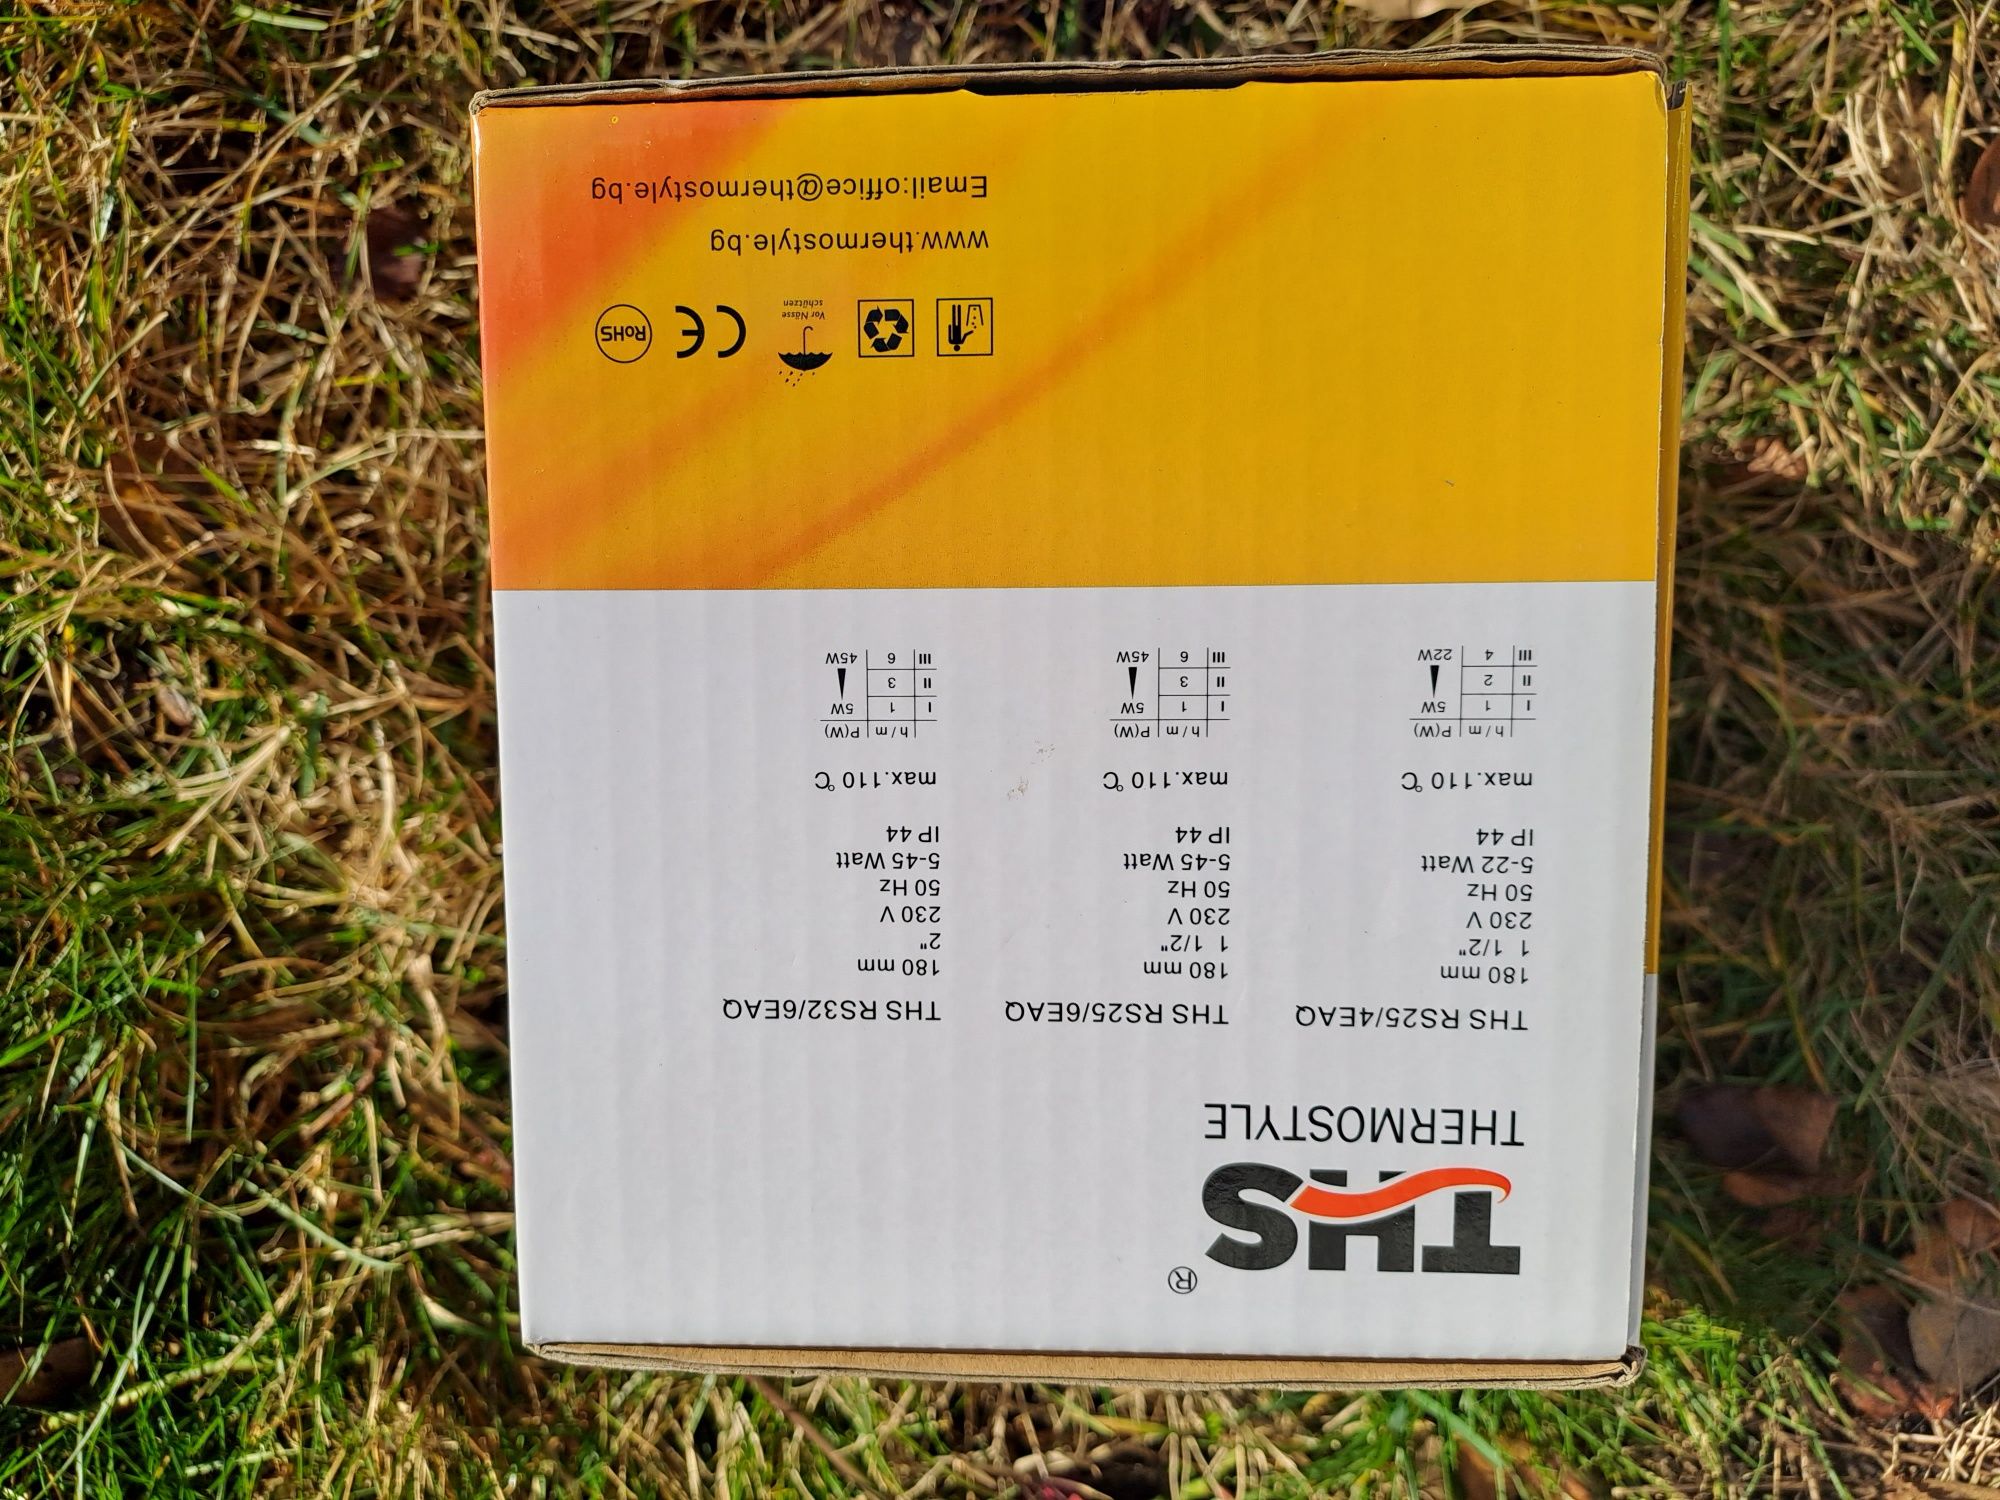 THS®
THERMOSTYLE
THS RS25/4EAQ
180 mm
1 1/2"
230 V
50 Hz
5-22 Watt
IP 44
max.110 ℃
h/m P(W)
I 1 5W
II 2
III 4 22W
THS RS25/6EAQ
180 mm
1 1/2"
230 V
50 Hz
5-45 Watt
IP 44
max.110 ℃
h/m P(W)
I 1 5W
II 3
III 6 45W
THS RS32/6EAQ
180 mm
2"
230 V
50 Hz
5-45 Watt
IP 44
max.110 ℃
h/m P(W)
I 1 5W
II 3
III 6 45W
Vor Nässe
schützen
CE
RoHS
www.thermostyle.bg
Email:office@thermostyle.bg